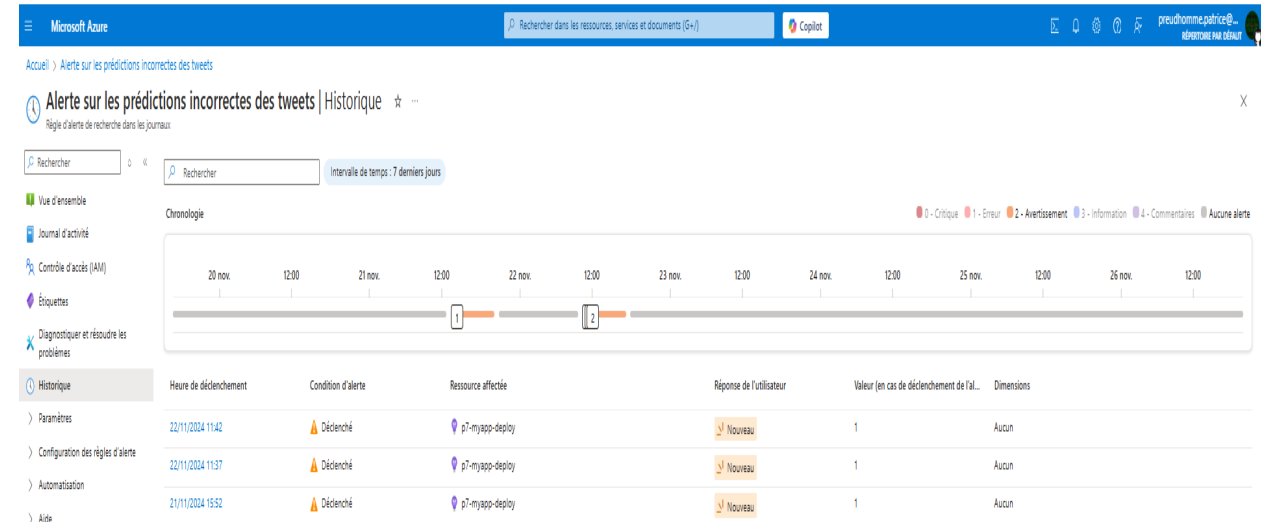 Microsoft Azure
Rechercher dans les ressources, services et documents (G+/)
Copilot
preudhomme.patrice@...
RÉPERTOIRE PAR DÉFAUT
Accueil > Alerte sur les prédictions incorrectes des tweets
Alerte sur les prédictions incorrectes des tweets | Historique
Règle d'alerte de recherche dans les journaux
Rechercher
Vue d'ensemble
Journal d'activité
Contrôle d'accès (IAM)
Étiquettes
Diagnostiquer et résoudre les
problèmes
Historique
Paramètres
Configuration des règles d'alerte
Automatisation
Aide
Rechercher
Intervalle de temps : 7 derniers jours
Chronologie
0 - Critique 1 - Erreur 2 - Avertissement 3 - Information 4 - Commentaires Aucune alerte
20 nov. 12:00 21 nov. 12:00 22 nov. 12:00 23 nov. 12:00 24 nov. 12:00 25 nov. 12:00 26 nov. 12:00
1 2
Heure de déclenchement Condition d'alerte Ressource affectée Réponse de l'utilisateur Valeur (en cas de déclenchement de l'al... Dimensions
22/11/2024 11:42 Déclenché p7-myapp-deploy Nouveau 1 Aucun
22/11/2024 11:37 Déclenché p7-myapp-deploy Nouveau 1 Aucun
21/11/2024 15:52 Déclenché p7-myapp-deploy Nouveau 1 Aucun